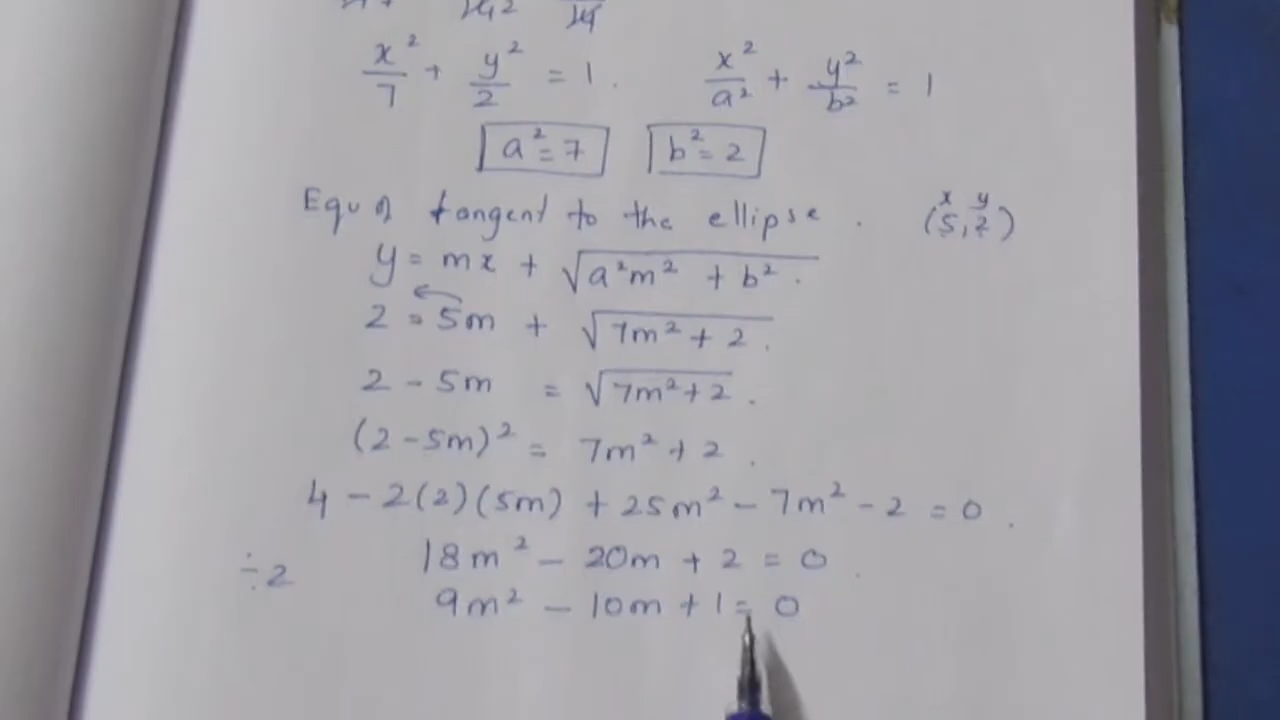 x²/7 + y²/2 = 1 . x²/a² + y²/b² = 1
a² = 7 b² = 2
Equ of tangent to the ellipse . (5, 2) x y
y = mx + √(a²m² + b²) .
2 = 5m + √(7m² + 2) .
2 - 5m = √(7m² + 2) .
(2 - 5m)² = 7m² + 2 .
4 - 2(2)(5m) + 25m² - 7m² - 2 = 0 .
18m² - 20m + 2 = 0 .
÷2 9m² - 10m + 1 = 0